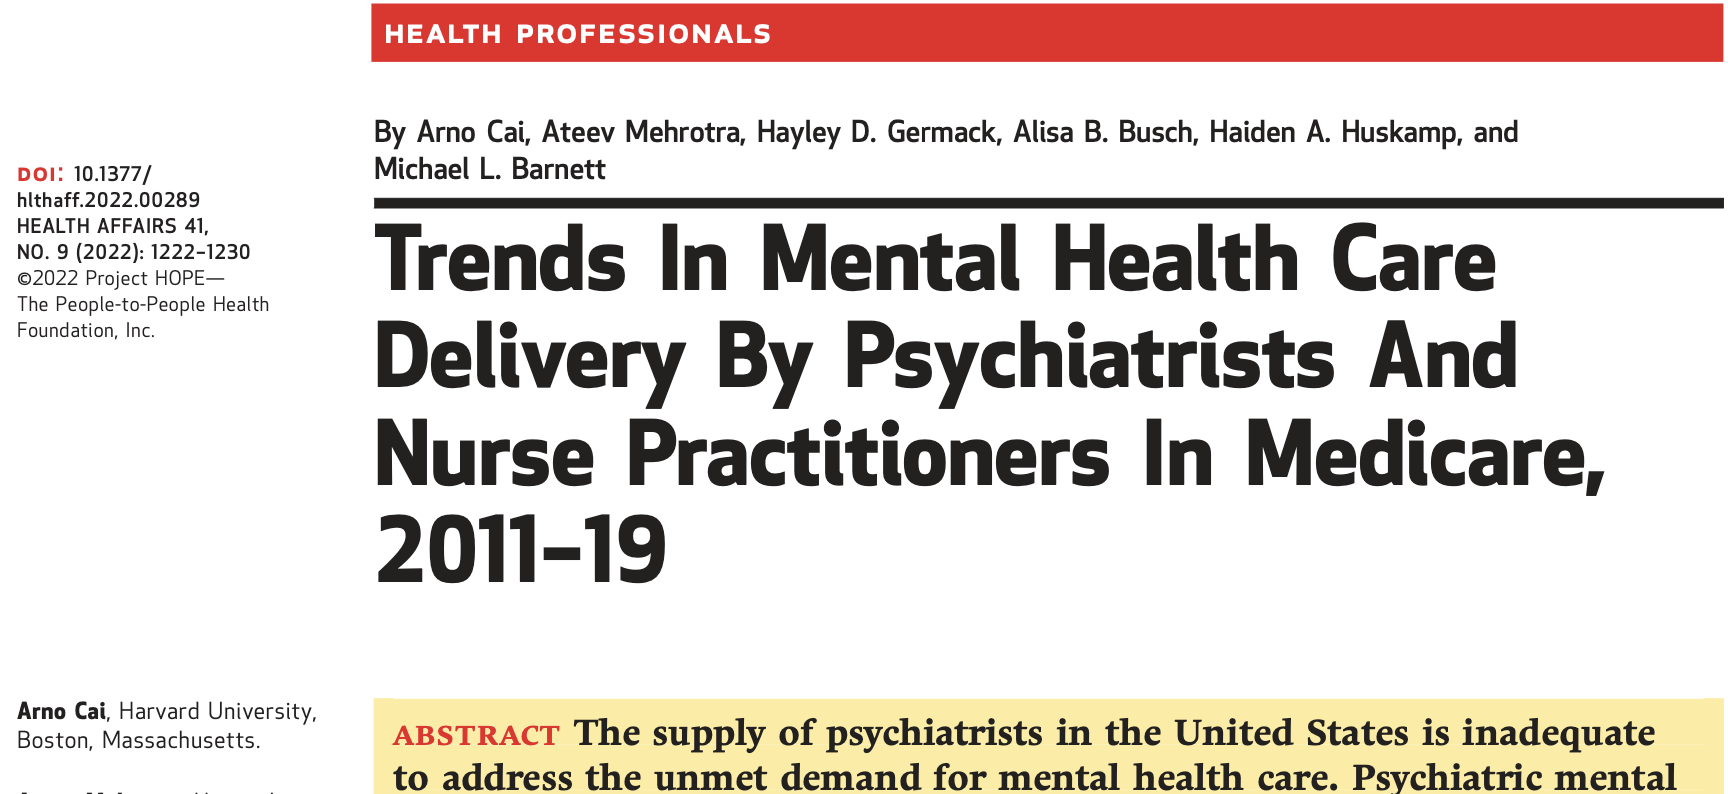 HEALTH PROFESSIONALS
By Arno Cai, Ateev Mehrotra, Hayley D. Germack, Alisa B. Busch, Haiden A. Huskamp, and
Michael L. Barnett
DOI: 10.1377/
hlthaff.2022.00289
HEALTH AFFAIRS 41,
NO. 9 (2022): 1222–1230
©2022 Project HOPE—
The People-to-People Health
Foundation, Inc.
Trends In Mental Health Care
Delivery By Psychiatrists And
Nurse Practitioners In Medicare,
2011–19
Arno Cai, Harvard University,
Boston, Massachusetts.
ABSTRACT The supply of psychiatrists in the United States is inadequate
to address the unmet demand for mental health care. Psychiatric mental